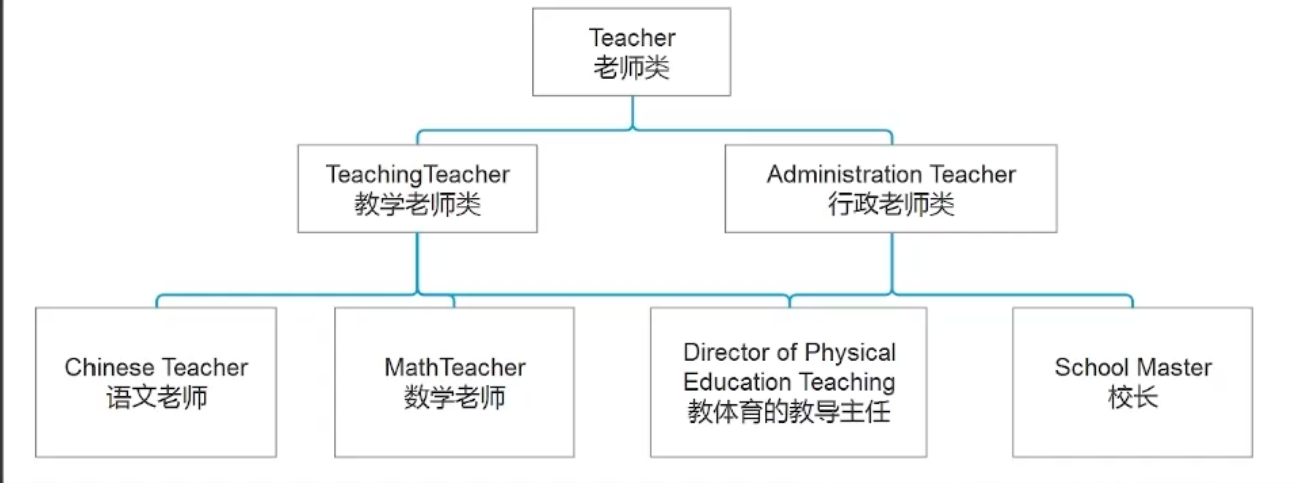 Teacher
老师类
TeachingTeacher
教学老师类
Administration Teacher
行政老师类
Chinese Teacher
语文老师
MathTeacher
数学老师
Director of Physical
Education Teaching
教体育的教导主任
School Master
校长